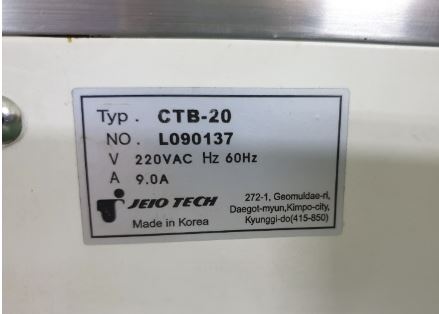 Typ . CTB-20
NO . L090137
V 220VAC Hz 60Hz
A 9.0A
JEIO TECH
Made in Korea
272-1, Geomuldae-ri,
Daegot-myun,Kimpo-city,
Kyunggi-do(415-850)